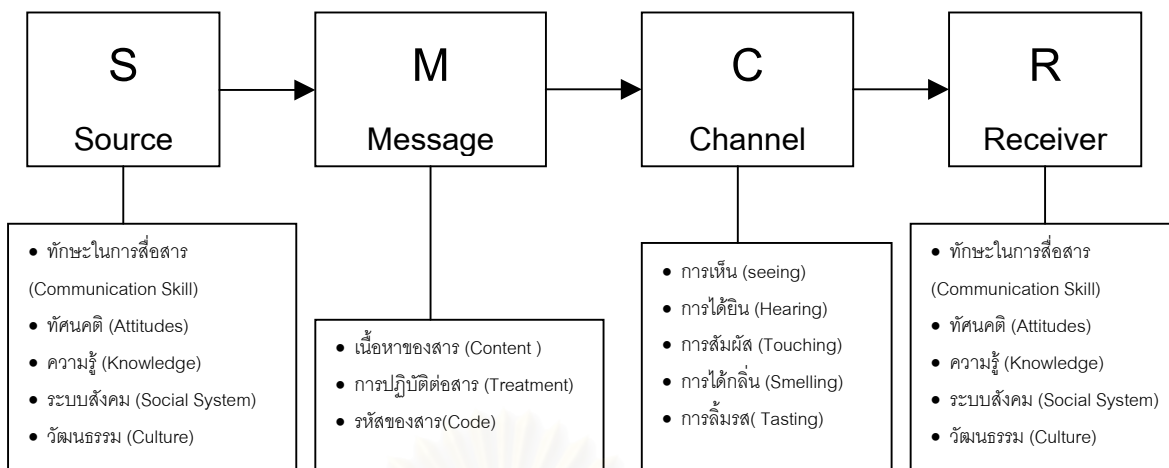 S
Source
M
Message
C
Channel
R
Receiver
• ทักษะในการสื่อสาร
(Communication Skill)
• ทัศนคติ (Attitudes)
• ความรู้ (Knowledge)
• ระบบสังคม (Social System)
• วัฒนธรรม (Culture)
• เนื้อหาของสาร (Content )
• การปฏิบัติต่อสาร (Treatment)
• รหัสของสาร(Code)
• การเห็น (seeing)
• การได้ยิน (Hearing)
• การสัมผัส (Touching)
• การได้กลิ่น (Smelling)
• การลิ้มรส( Tasting)
• ทักษะในการสื่อสาร
(Communication Skill)
• ทัศนคติ (Attitudes)
• ความรู้ (Knowledge)
• ระบบสังคม (Social System)
• วัฒนธรรม (Culture)